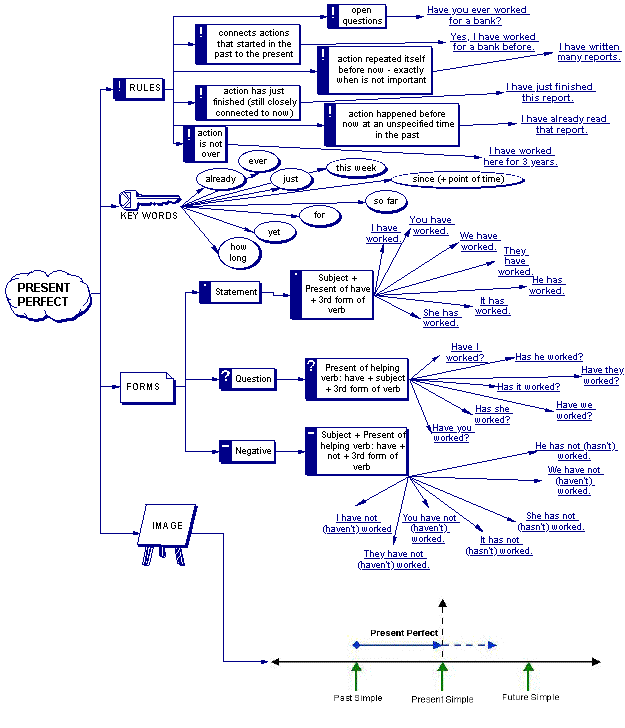 open
questions
Have you ever worked
for a bank?
connects actions
that started in the
past to the present
Yes, I have worked
for a bank before.
action repeated itself
before now - exactly
when is not important
I have written
many reports.
RULES
action has just
finished (still closely
connected to now)
I have just finished
this report.
action happened before
now at an unspecified time
in the past
I have already read
that report.
action
is not
over
I have worked
here for 3 years.
ever
already
just
this week
since (+ point of time)
so far
for
yet
how
long
KEY WORDS
PRESENT
PERFECT
Statement
Subject +
Present of have
+ 3rd form of
verb
I have
worked.
You have
worked.
We have
worked.
They
have
worked.
He has
worked.
It has
worked.
She has
worked.
FORMS
?
Question
?
Present of helping
verb: have + subject
+ 3rd form of verb
Have I
worked?
Has he worked?
Have they
worked?
Has it worked?
Have we
worked?
Has she
worked?
Have you
worked?
Negative
Subject + Present of
helping verb: have +
not + 3rd form of
verb
He has not (hasn't)
worked.
We have not
(haven't)
worked.
She has not
(hasn't) worked.
It has not
(hasn't) worked.
You have not
(haven't)
worked.
I have not
(haven't) worked
They have not
(haven't) worked.
IMAGE
Present Perfect
Past Simple
Present Simple
Future Simple